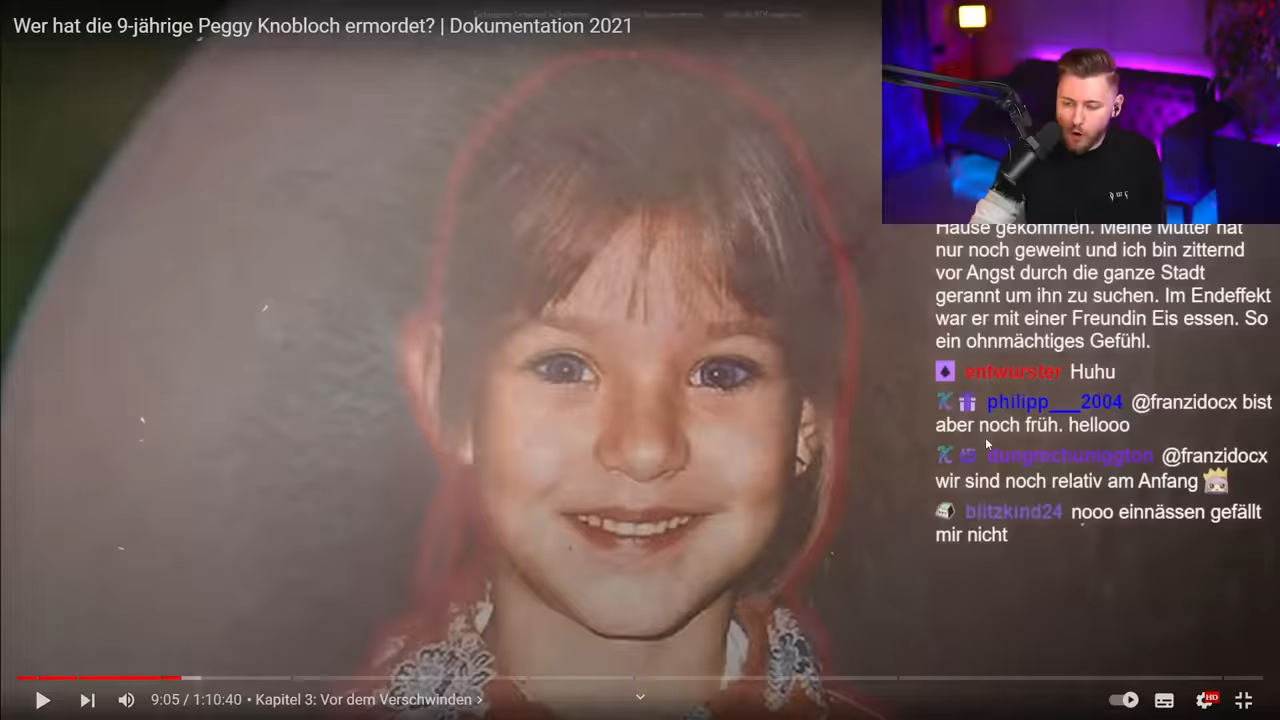 Wer hat die 9-jährige Peggy Knobloch ermordet? | Dokumentation 2021
Hause gekommen. Meine Mutter hat
nur noch geweint und ich bin zitternd
vor Angst durch die ganze Stadt
gerannt um ihn zu suchen. Im Endeffekt
war er mit einer Freundin Eis essen. So
ein ohnmächtiges Gefühl.
entwurster Huhu
philipp___2004 @franzidocx bist
aber noch früh. hellooo
dungmchuniggton @franzidocx
wir sind noch relativ am Anfang
blitzkind24 nooo einnässen gefällt
mir nicht
9:05 / 1:10:40 • Kapitel 3: Vor dem Verschwinden
HD